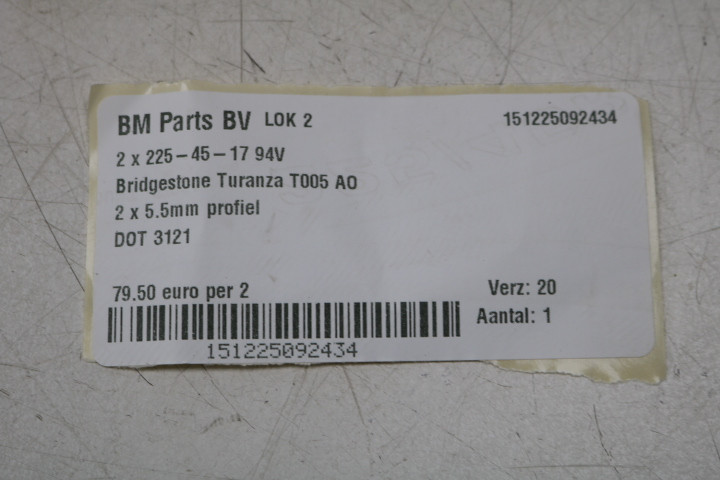 BM Parts BV LOK 2 151225092434
2 x 225-45-17 94V
Bridgestone Turanza T005 AO
2 x 5.5mm profiel
DOT 3121
79.50 euro per 2 Verz: 20
Aantal: 1
151225092434